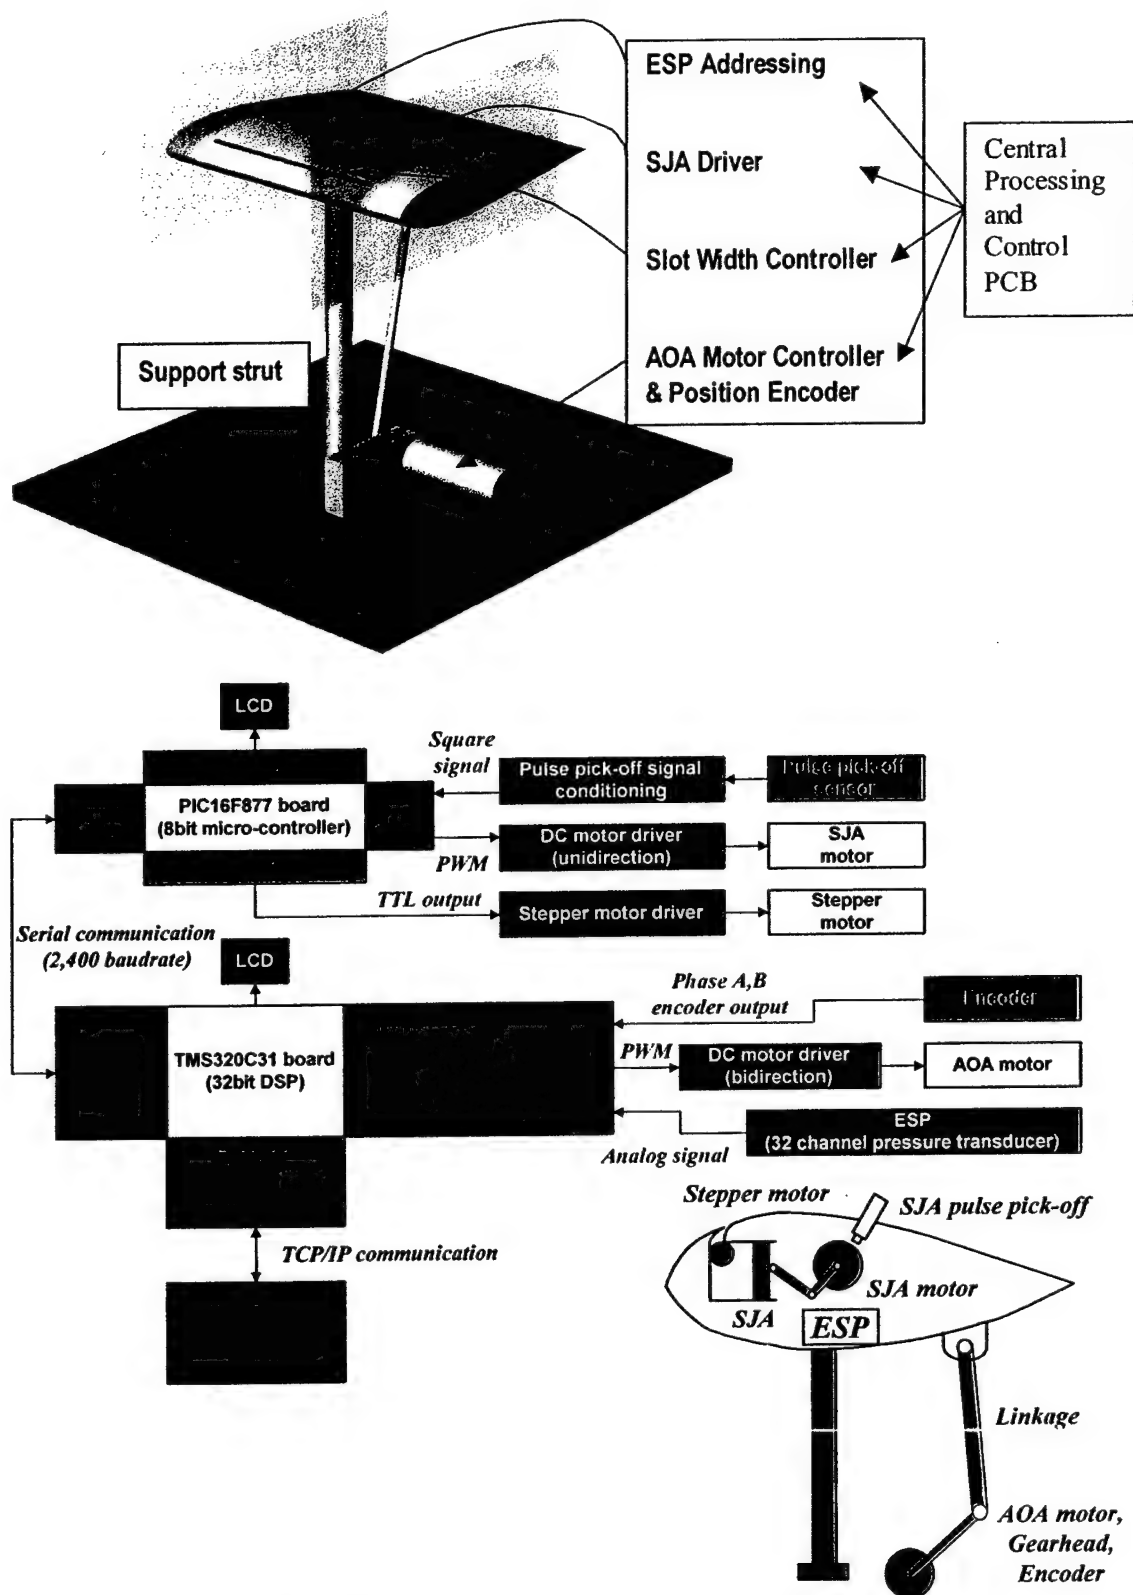 ESP Addressing
SJA Driver
Slot Width Controller
AOA Motor Controller
& Position Encoder
Central
Processing
and
Control
PCB
Support strut
LCD
Square
signal
Pulse pick-off signal
conditioning
Pulse pick-off
sensor
PIC16F877 board
(8bit micro-controller)
PWM
DC motor driver
(unidirection)
SJA
motor
TTL output
Stepper motor driver
Stepper
motor
Serial communication
(2,400 baudrate)
LCD
Phase A,B
encoder output
Encoder
TMS320C31 board
(32bit DSP)
PWM
DC motor driver
(bidirection)
AOA motor
ESP
(32 channel pressure transducer)
Analog signal
TCP/IP communication
Stepper motor
SJA pulse pick-off
SJA motor
SJA
ESP
Linkage
AOA motor,
Gearhead,
Encoder